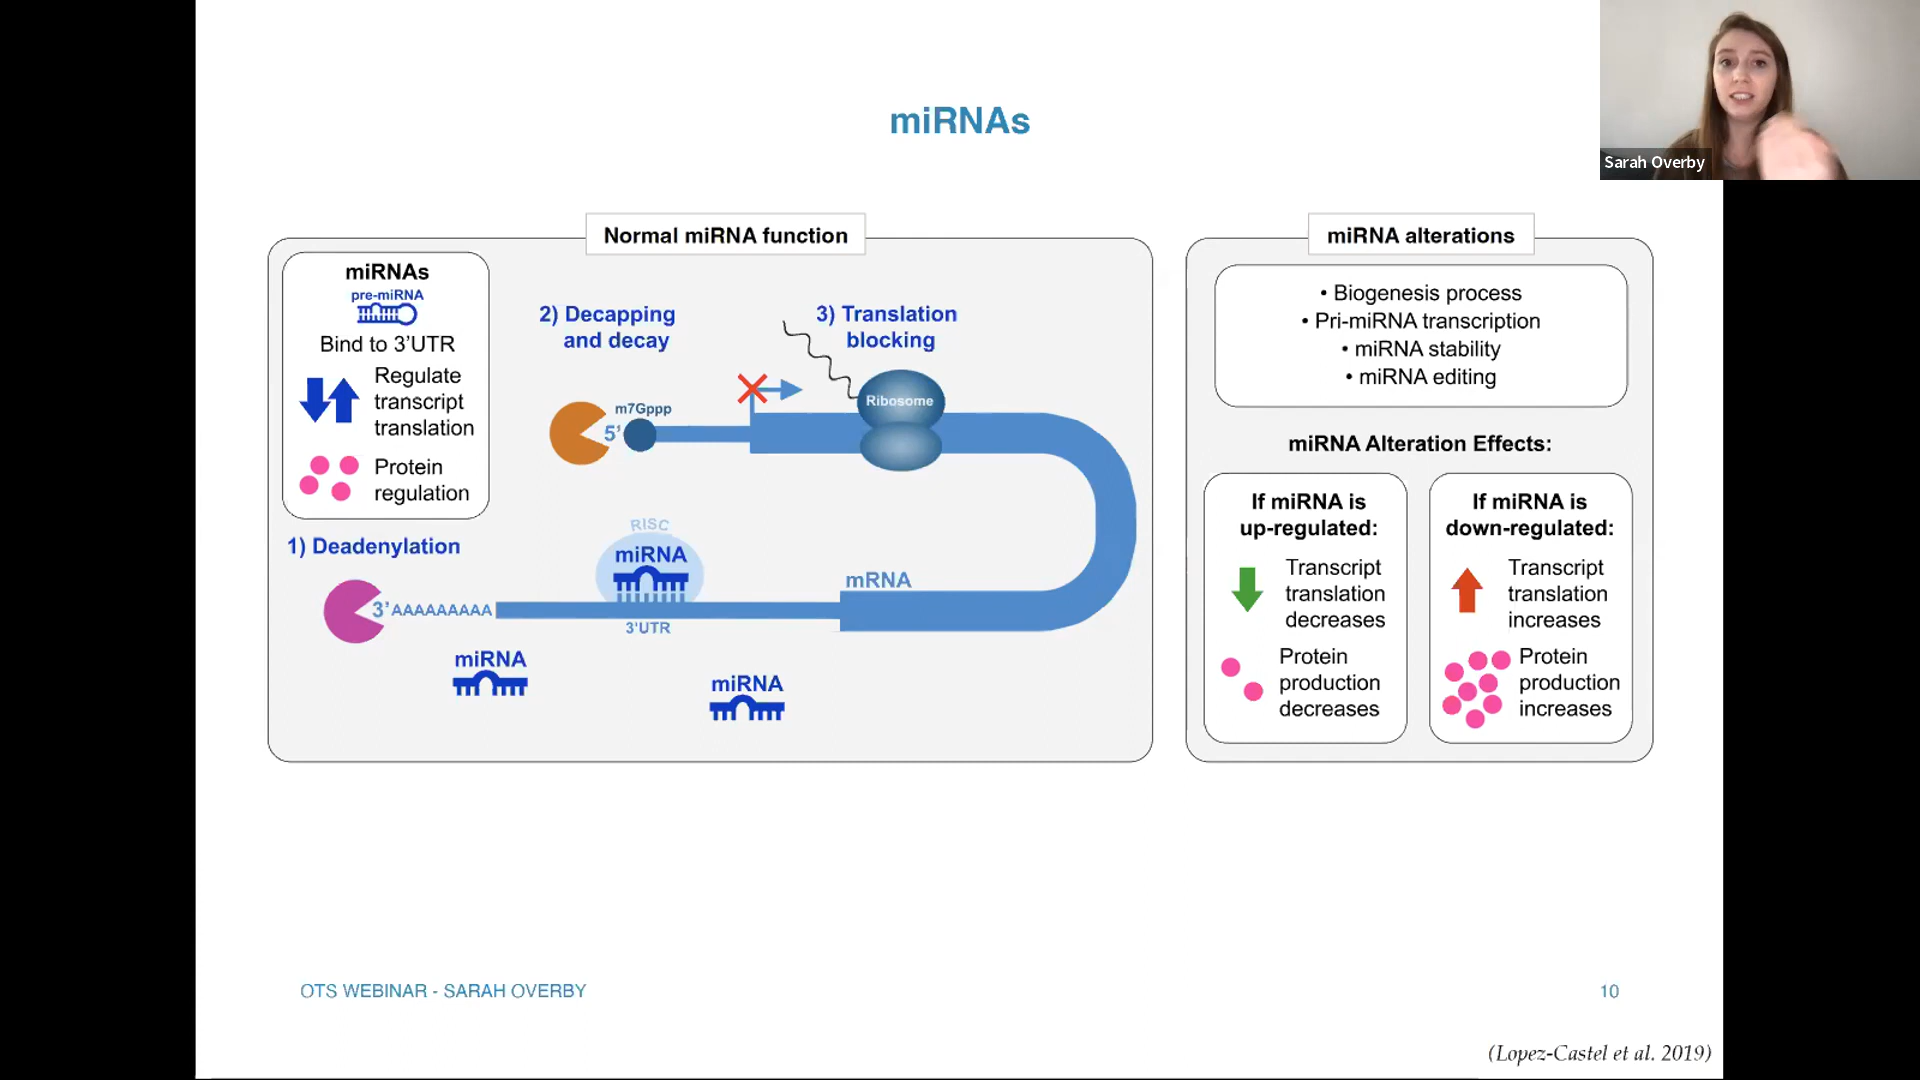 Sarah Overby
miRNAs
Normal miRNA function
miRNAs
pre-miRNA
Bind to 3’UTR
Regulate
transcript
translation
Protein
regulation
2) Decapping
and decay
3) Translation
blocking
m7Gppp
5’
Ribosome
1) Deadenylation
RISC
miRNA
mRNA
3’AAAAAAAAA
3'UTR
miRNA
miRNA
miRNA alterations
• Biogenesis process
• Pri-miRNA transcription
• miRNA stability
• miRNA editing
miRNA Alteration Effects:
If miRNA is
up-regulated:
Transcript
translation
decreases
Protein
production
decreases
If miRNA is
down-regulated:
Transcript
translation
increases
Protein
production
increases
OTS WEBINAR - SARAH OVERBY
10
(Lopez-Castel et al. 2019)